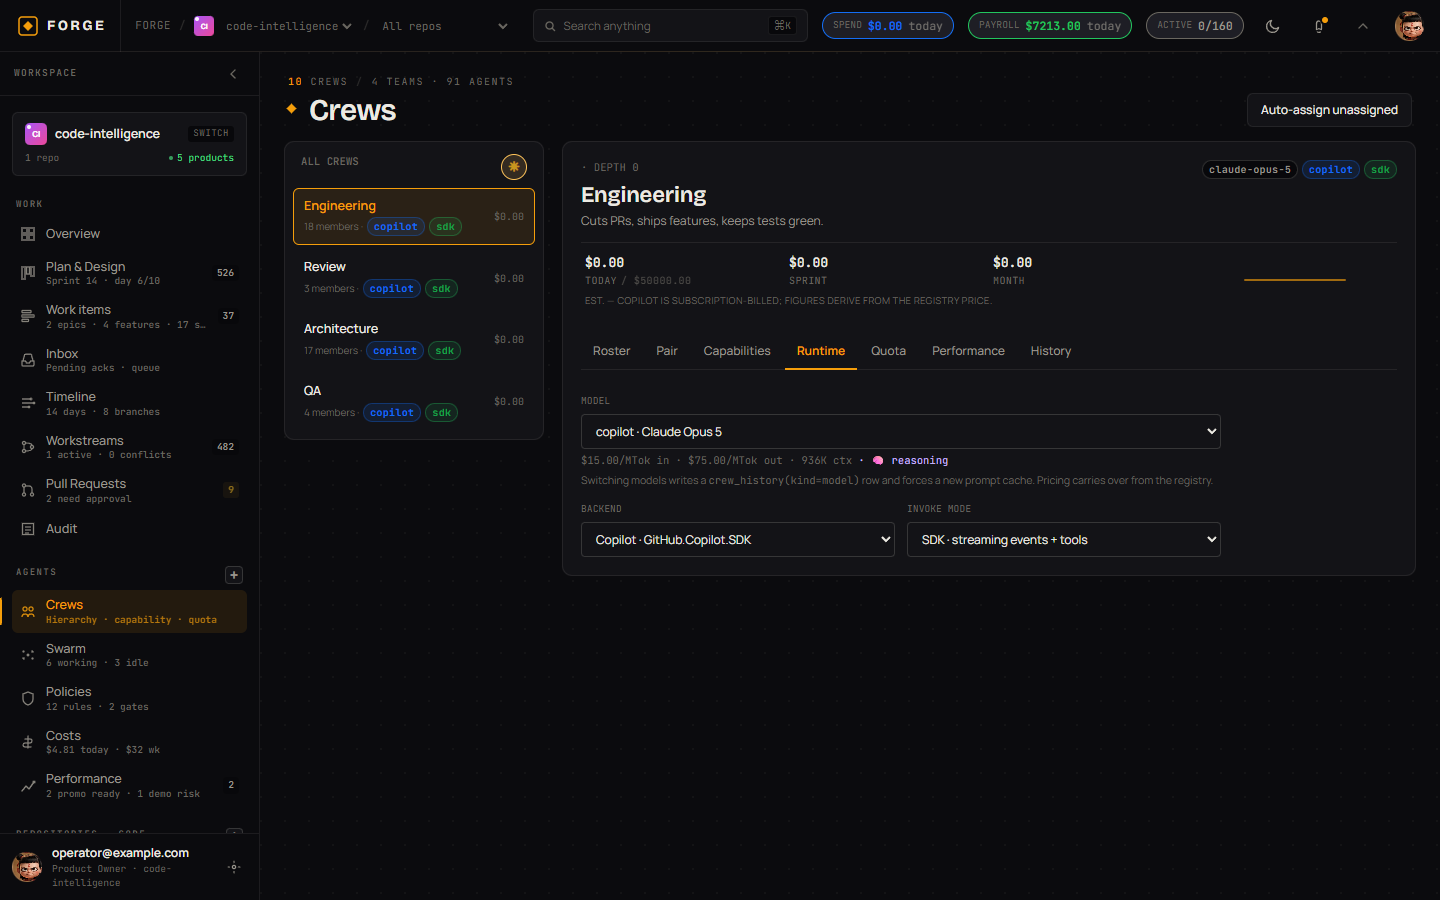 FORGE
FORGE / CI code-intelligence / All repos
Search anything ⌘K
SPEND $0.00 today
PAYROLL $7213.00 today
ACTIVE 0/160
WORKSPACE
CI code-intelligence SWITCH
1 repo 5 products
WORK
Overview
Plan & Design
Sprint 14 · day 6/10
526
Work items
2 epics · 4 features · 17 s…
37
Inbox
Pending acks · queue
Timeline
14 days · 8 branches
Workstreams
1 active · 0 conflicts
482
Pull Requests
2 need approval
9
Audit
AGENTS +
Crews
Hierarchy · capability · quota
Swarm
6 working · 3 idle
Policies
12 rules · 2 gates
Costs
$4.81 today · $32 wk
Performance
2 promo ready · 1 demo risk
2
operator@example.com
Product Owner · code-
intelligence
10 CREWS / 4 TEAMS · 91 AGENTS
Crews
Auto-assign unassigned
ALL CREWS
Engineering
18 members · copilot sdk
$0.00
Review
3 members · copilot sdk
$0.00
Architecture
17 members · copilot sdk
$0.00
QA
4 members · copilot sdk
$0.00
· DEPTH 0
claude-opus-5 copilot sdk
Engineering
Cuts PRs, ships features, keeps tests green.
$0.00 $0.00 $0.00
TODAY / $50000.00 SPRINT MONTH
EST. — COPILOT IS SUBSCRIPTION-BILLED; FIGURES DERIVE FROM THE REGISTRY PRICE.
Roster Pair Capabilities Runtime Quota Performance History
MODEL
copilot · Claude Opus 5
$15.00/MTok in · $75.00/MTok out · 936K ctx · 🧠 reasoning
Switching models writes a crew_history(kind=model) row and forces a new prompt cache. Pricing carries over from the registry.
BACKEND INVOKE MODE
Copilot · GitHub.Copilot.SDK SDK · streaming events + tools